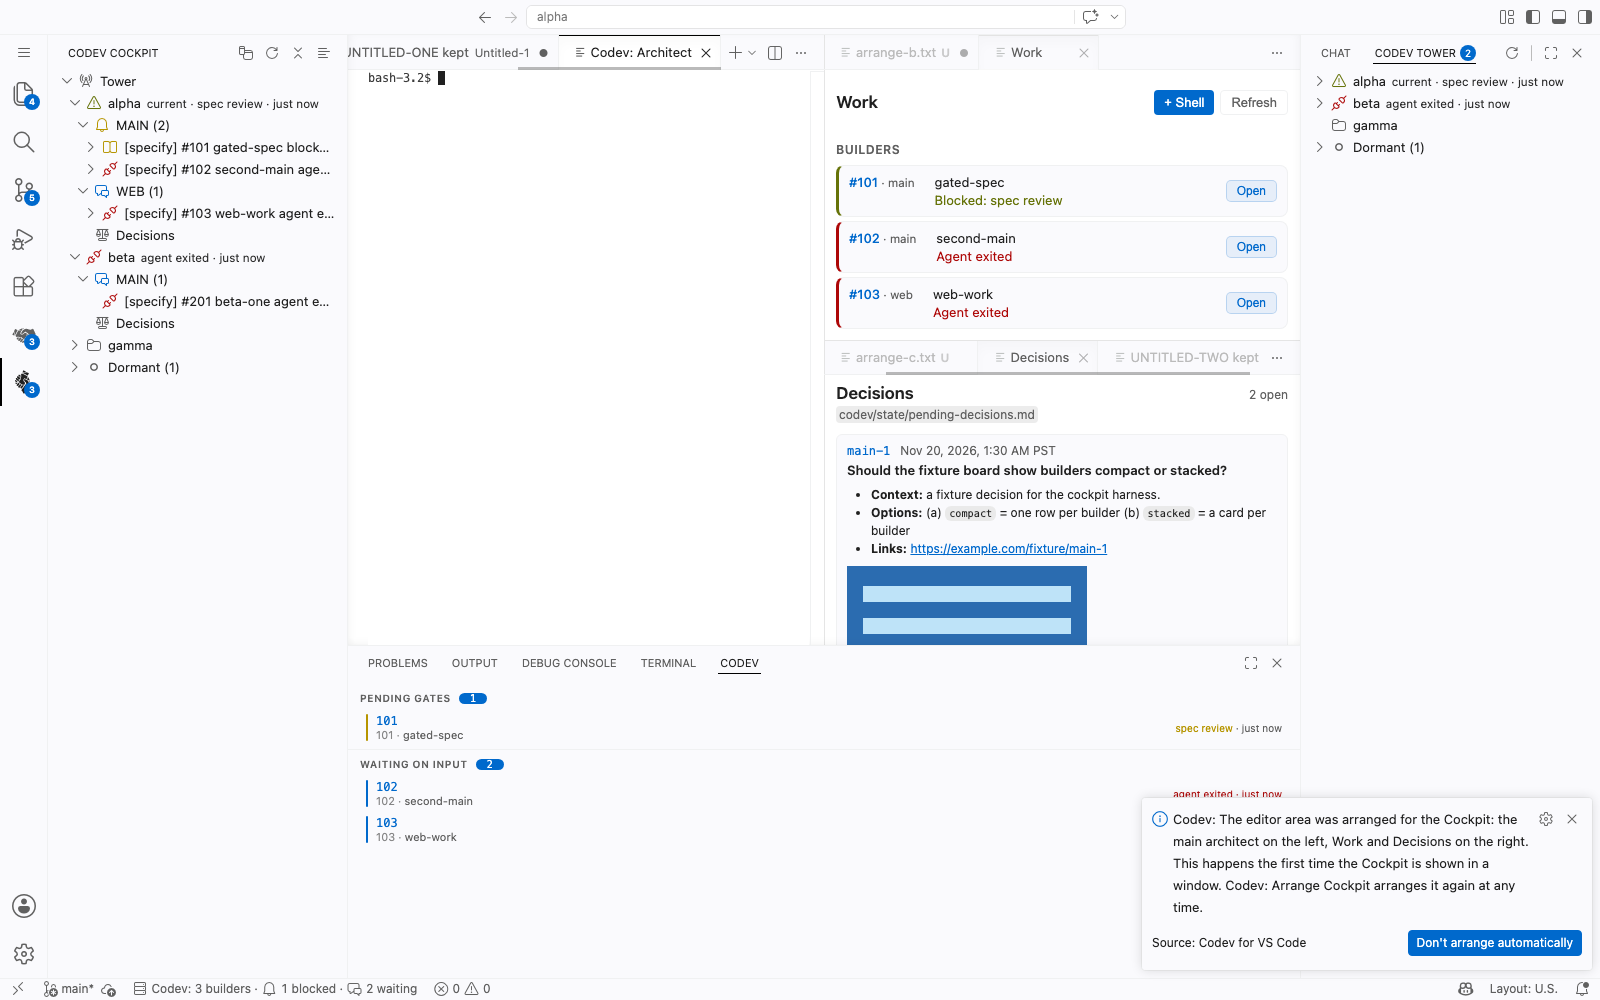 alpha
CODEV COCKPIT
Tower
alpha current · spec review · just now
MAIN (2)
[specify] #101 gated-spec block...
[specify] #102 second-main age...
WEB (1)
[specify] #103 web-work agent e...
Decisions
beta agent exited · just now
MAIN (1)
[specify] #201 beta-one agent e...
Decisions
gamma
Dormant (1)
4
5
3
3
UNTITLED-ONE kept Untitled-1
Codev: Architect
bash-3.2$
arrange-b.txt U
Work
Work
+ Shell
Refresh
BUILDERS
#101 · main gated-spec
Blocked: spec review
Open
#102 · main second-main
Agent exited
Open
#103 · web web-work
Agent exited
Open
arrange-c.txt U
Decisions
UNTITLED-TWO kept
Decisions
2 open
codev/state/pending-decisions.md
main-1 Nov 20, 2026, 1:30 AM PST
Should the fixture board show builders compact or stacked?
• Context: a fixture decision for the cockpit harness.
• Options: (a) compact = one row per builder (b) stacked = a card per
builder
• Links: https://example.com/fixture/main-1
CHAT
CODEV TOWER 2
alpha current · spec review · just now
beta agent exited · just now
gamma
Dormant (1)
PROBLEMS
OUTPUT
DEBUG CONSOLE
TERMINAL
CODEV
PENDING GATES 1
101
101 · gated-spec
spec review · just now
WAITING ON INPUT 2
102
102 · second-main
agent exited · just now
103
103 · web-work
Codev: The editor area was arranged for the Cockpit: the
main architect on the left, Work and Decisions on the right.
This happens the first time the Cockpit is shown in a
window. Codev: Arrange Cockpit arranges it again at any
time.
Source: Codev for VS Code
Don't arrange automatically
main*
Codev: 3 builders · 1 blocked · 2 waiting
0
0
Layout: U.S.